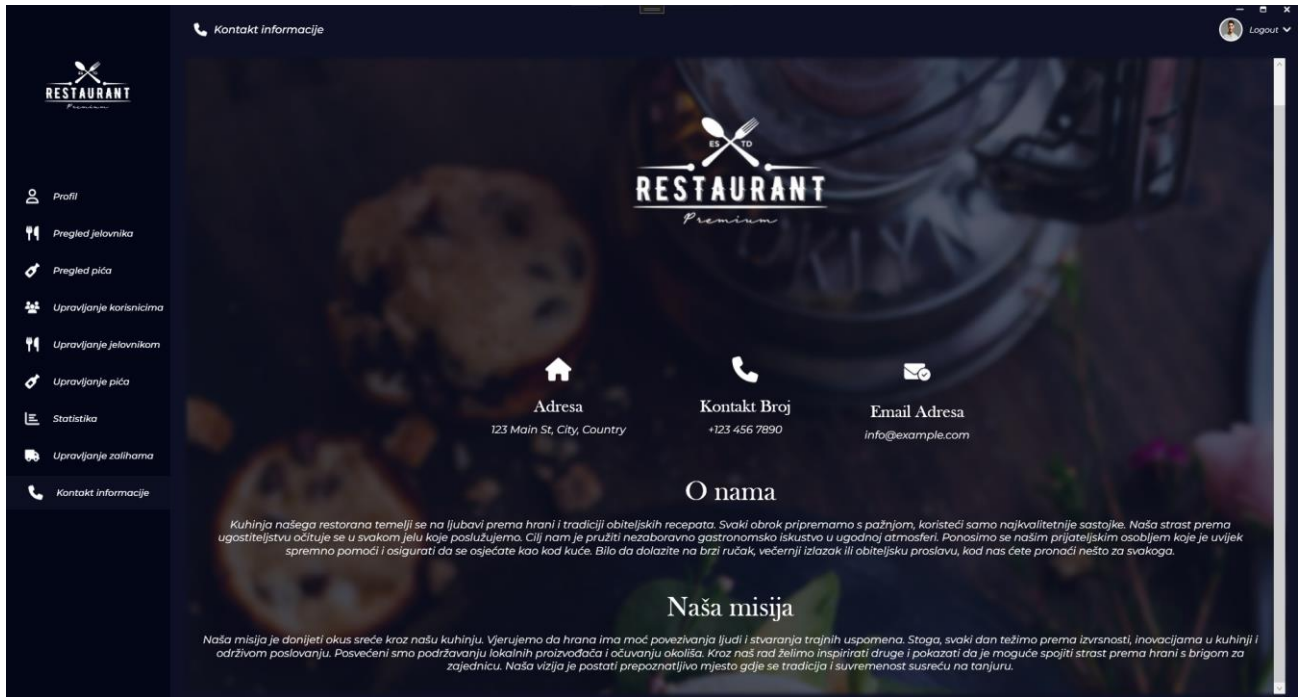 Kontakt informacije
Logout
RESTAURANT
Premium
Profil
Pregled jelovnika
Pregled pića
Upravljanje korisnicima
Upravljanje jelovnikom
Upravljanje pića
Statistika
Upravljanje zalihama
Kontakt informacije
ES TD
RESTAURANT
Premium
Adresa
123 Main St, City, Country
Kontakt Broj
+123 456 7890
Email Adresa
info@example.com
O nama
Kuhinja našega restorana temelji se na ljubavi prema hrani i tradiciji obiteljskih recepata. Svaki obrok pripremamo s pažnjom, koristeći samo najkvalitetnije sastojke. Naša strast prema
ugostiteljstvu očituje se u svakom jelu koje poslužujemo. Cilj nam je pružiti nezaboravno gastronomsko iskustvo u ugodnoj atmosferi. Ponosimo se našim prijateljskim osobljem koje je uvijek
spremno pomoći i osigurati da se osjećate kao kod kuće. Bilo da dolazite na brzi ručak, večernji izlazak ili obiteljsku proslavu, kod nas ćete pronaći nešto za svakoga.
Naša misija
Naša misija je donijeti okus sreće kroz našu kuhinju. Vjerujemo da hrana ima moć povezivanja ljudi i stvaranja trajnih uspomena. Stoga, svaki dan težimo prema izvrsnosti, inovacijama u kuhinji i
održivom poslovanju. Posvećeni smo podržavanju lokalnih proizvođača i očuvanju okoliša. Kroz naš rad želimo inspirirati druge i pokazati da je moguće spojiti strast prema hrani s brigom za
zajednicu. Naša vizija je postati prepoznatljivo mjesto gdje se tradicija i suvremenost susreću na tanjuru.